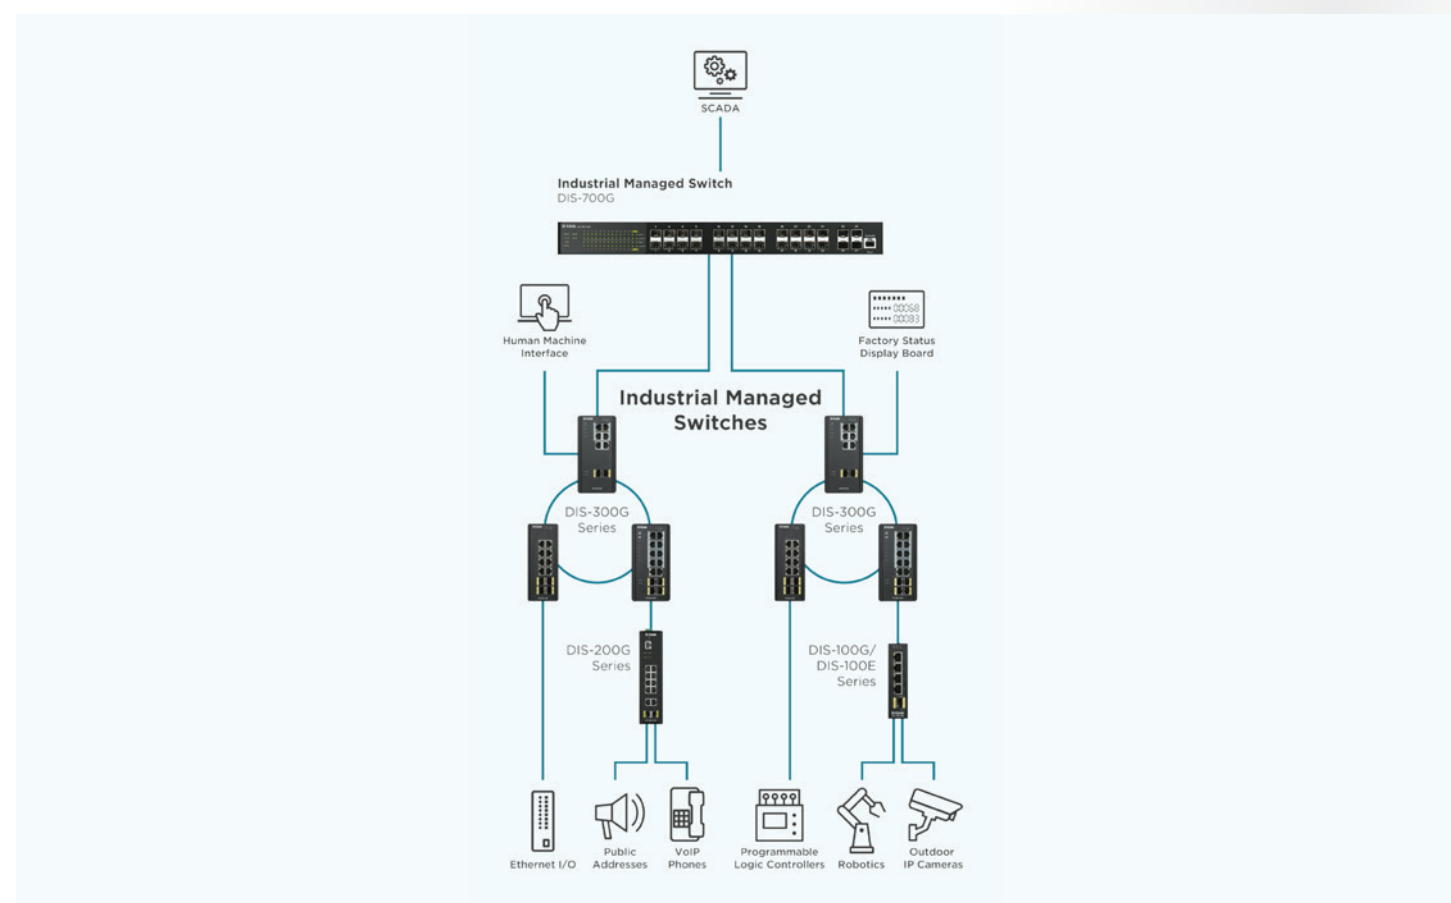 SCADA
Industrial Managed Switch
DIS-700G
Human Machine
Interface
Factory Status
Display Board
00068
00083
Industrial Managed
Switches
DIS-300G
Series
DIS-300G
Series
DIS-200G
Series
DIS-100G/
DIS-100E
Series
Ethernet I/O
Public
Addresses
VoIP
Phones
Programmable
Logic Controllers
Robotics
Outdoor
IP Cameras